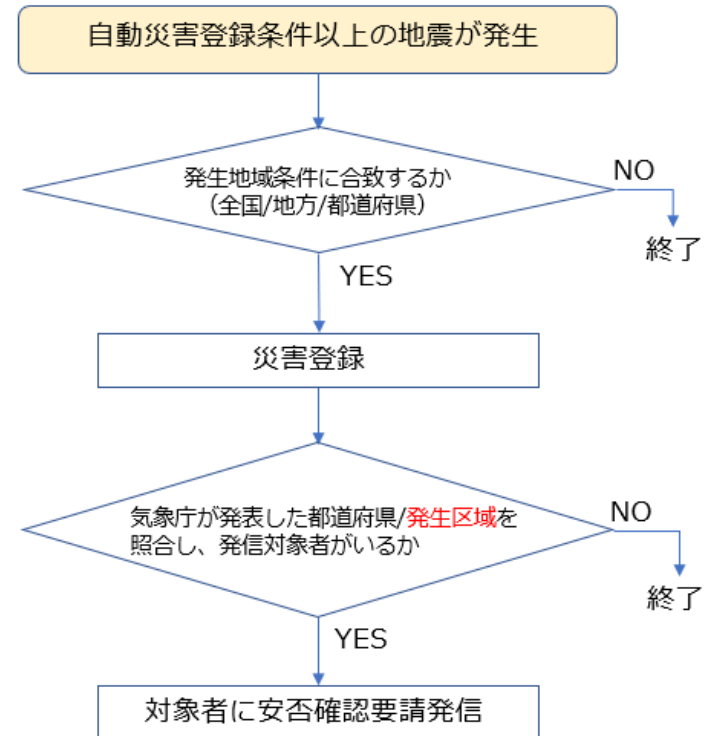 自動災害登録条件以上の地震が発生
発生地域条件に合致するか
（全国/地方/都道府県）
NO
終了
YES
災害登録
気象庁が発表した都道府県/発生区域を
照合し、発信対象者がいるか
NO
終了
YES
対象者に安否確認要請発信